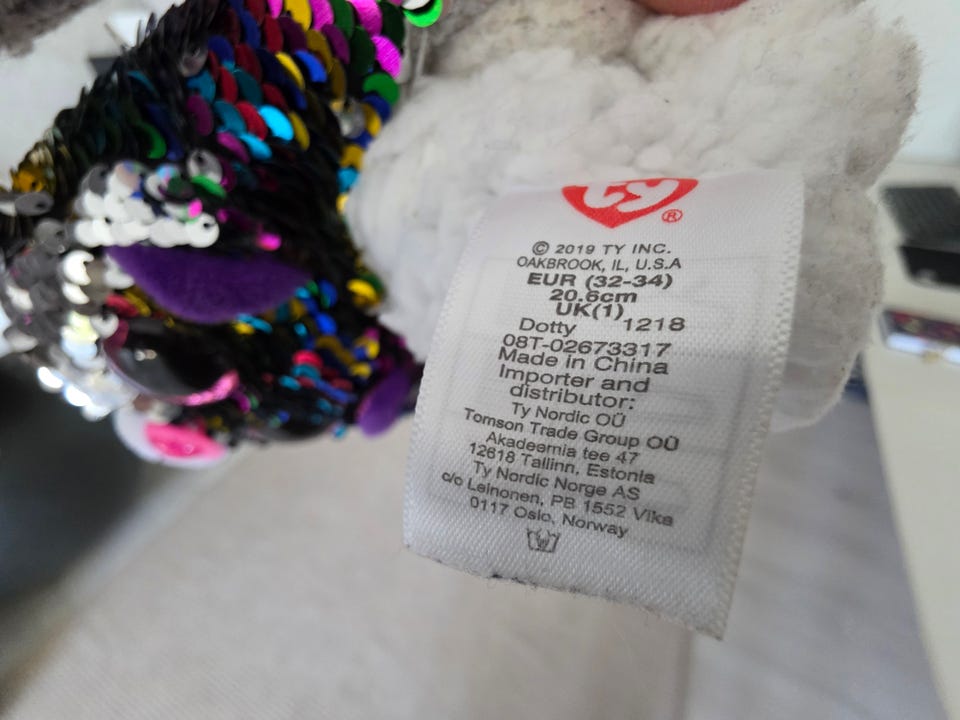 ty®
© 2019 TY INC.
OAKBROOK, IL, U.S.A
EUR (32-34)
20.6cm
UK(1)
Dotty 1218
08T-02673317
Made in China
Importer and
distributor:
Ty Nordic OÜ
Tomson Trade Group OÜ
Akadeemia tee 47
12618 Tallinn, Estonia
Ty Nordic Norge AS
c/o Leinonen, PB 1552 Vika
0117 Oslo, Norway